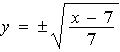 y = ±√((x − 7)/7)